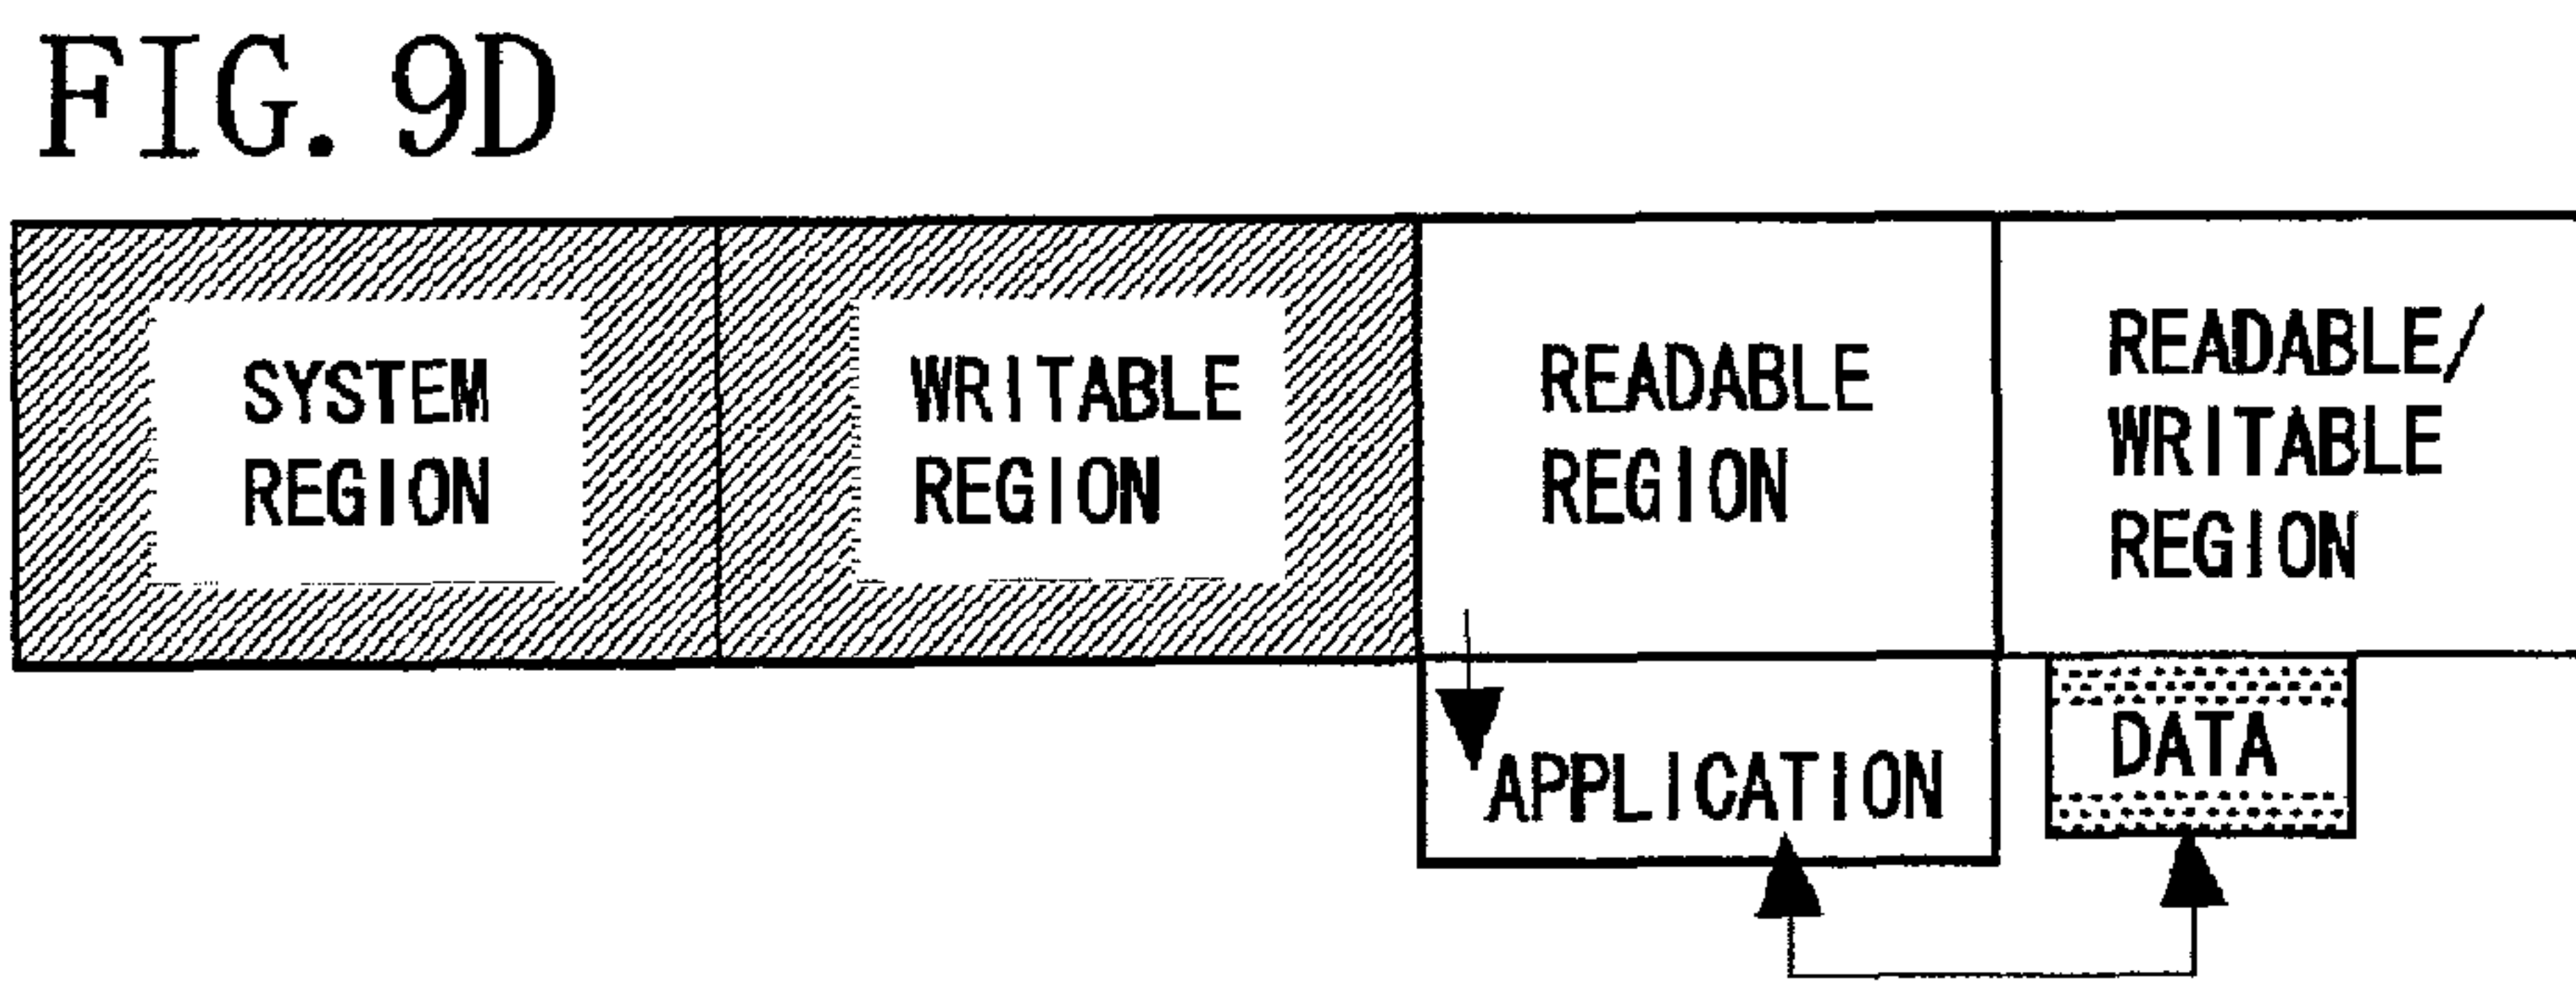 FIG. 9D
SYSTEM
REGION
WRITABLE
REGION
READABLE
REGION
READABLE/
WRITABLE
REGION
APPLICATION
DATA